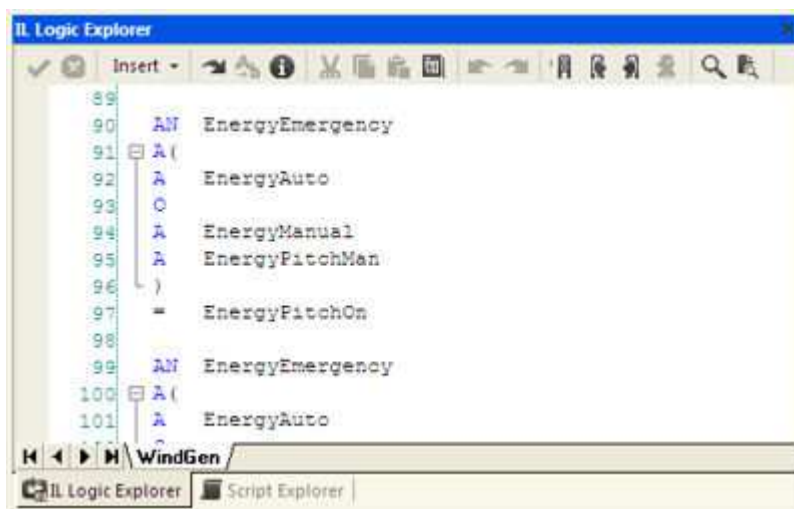 IL Logic Explorer
Insert
89
90 AN EnergyEmergency
91 A(
92 A EnergyAuto
93 O
94 A EnergyManual
95 A EnergyPitchMan
96 )
97 = EnergyPitchOn
98
99 AN EnergyEmergency
100 A(
101 A EnergyAuto
WindGen
IL Logic Explorer Script Explorer